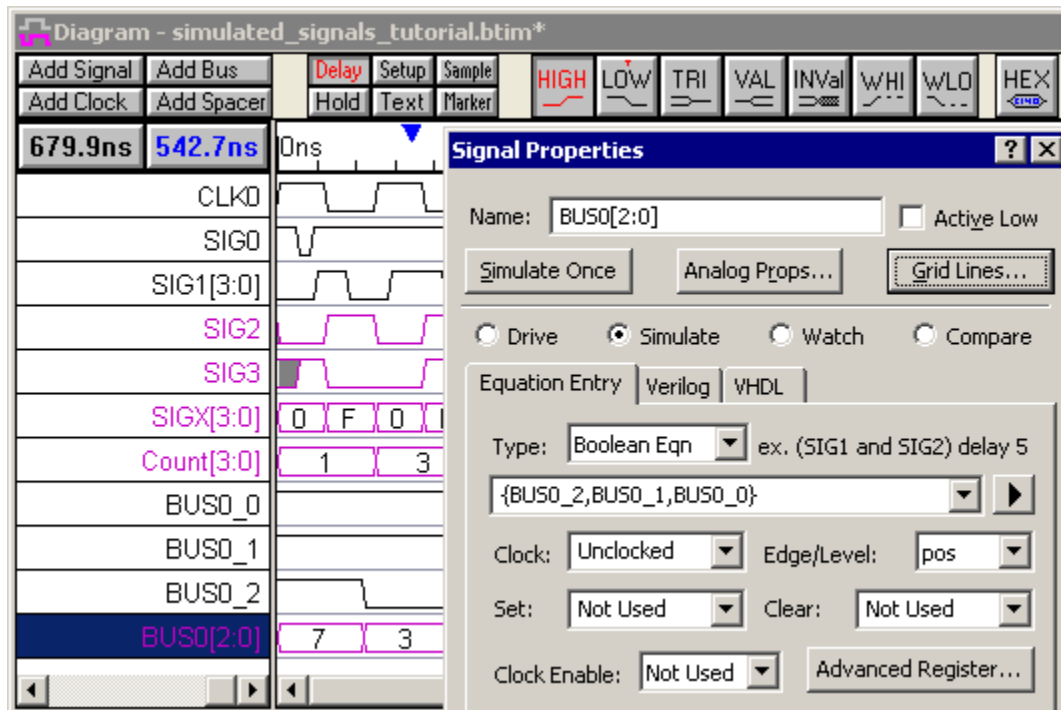 Diagram - simulated_signals_tutorial.btim*
Add Signal Add Bus Delay Setup Sample HIGH LOW TRI VAL INVal WHI WLO HEX
Add Clock Add Spacer Hold Text Marker
679.9ns 542.7ns 0ns
Signal Properties ? X
CLK0
SIG0
SIG1[3:0]
SIG2
SIG3
SIGX[3:0] 0 F 0
Count[3:0] 1 3
BUS0_0
BUS0_1
BUS0_2
BUS0[2:0] 7 3
Name: BUS0[2:0] Active Low
Simulate Once Analog Props... Grid Lines...
Drive Simulate Watch Compare
Equation Entry Verilog VHDL
Type: Boolean Eqn ex. (SIG1 and SIG2) delay 5
{BUS0_2,BUS0_1,BUS0_0}
Clock: Unclocked Edge/Level: pos
Set: Not Used Clear: Not Used
Clock Enable: Not Used Advanced Register...